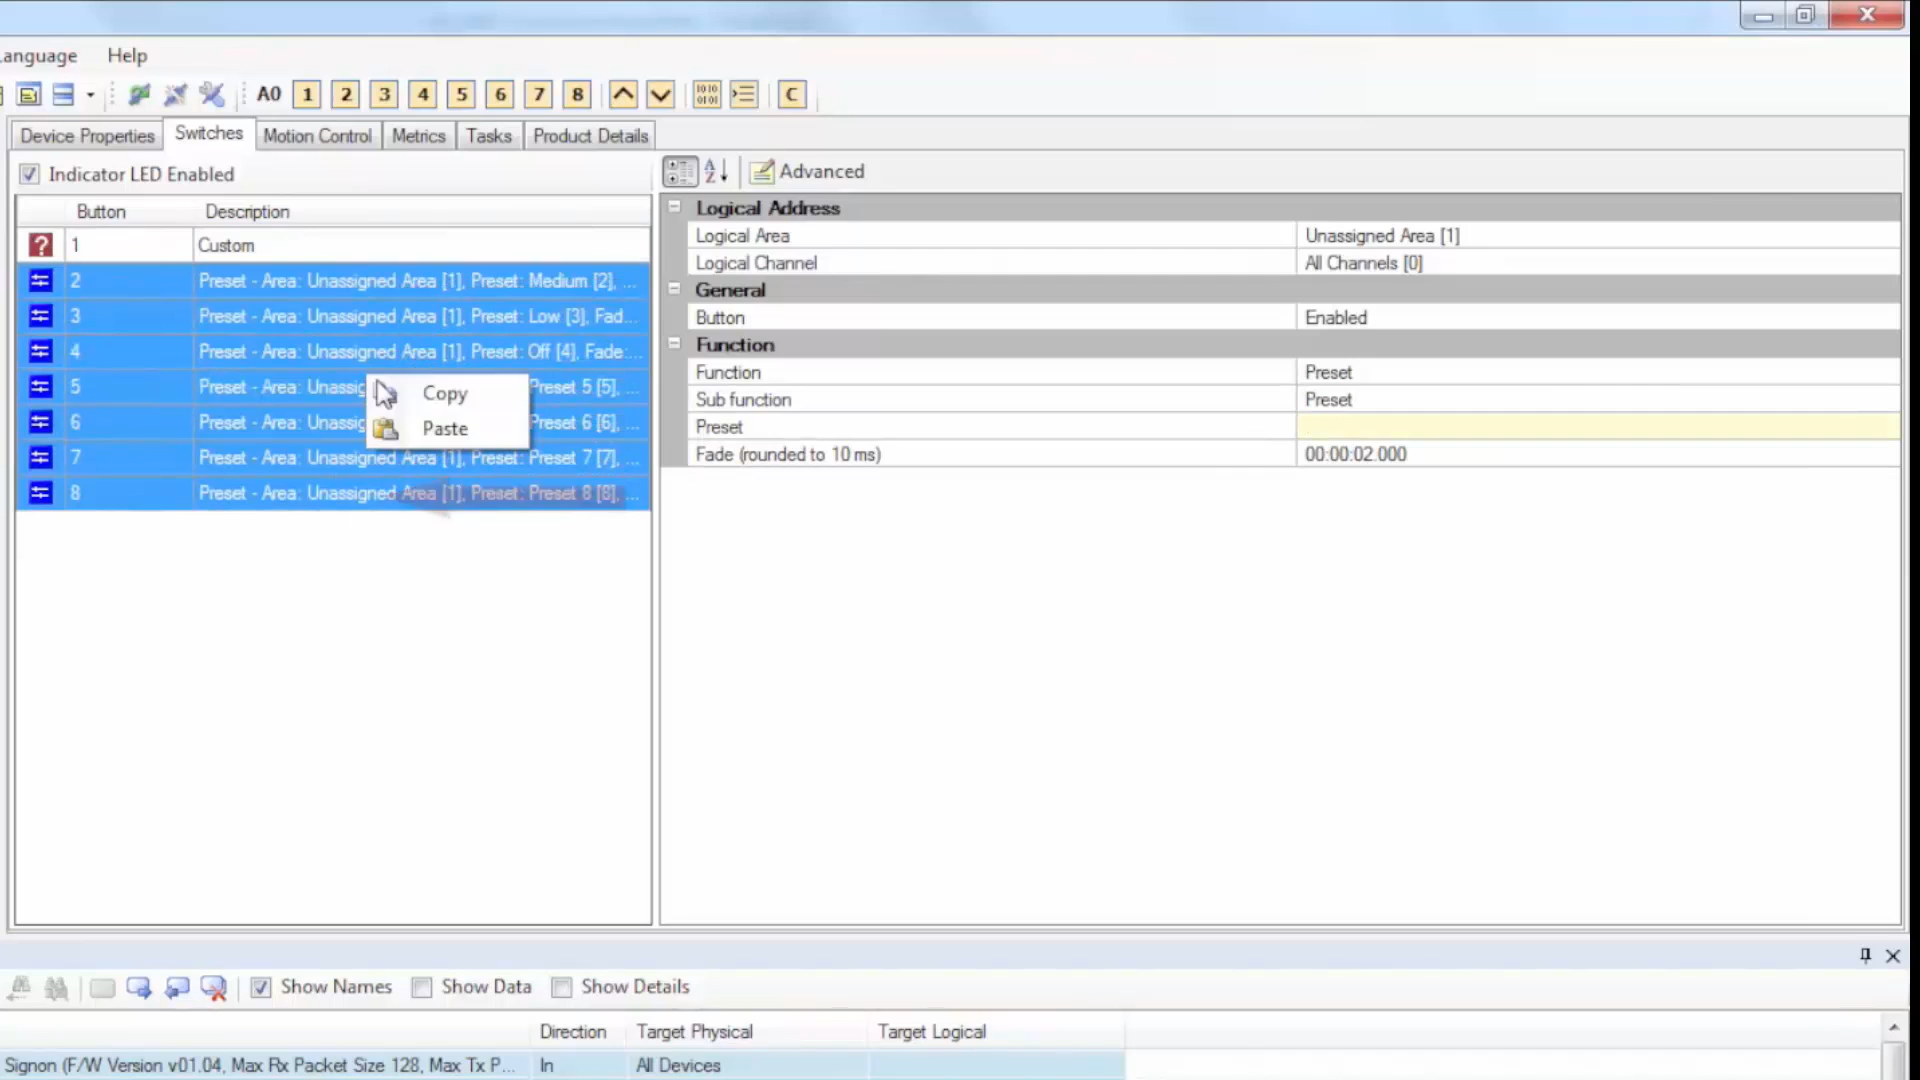 Language Help
A0 1 2 3 4 5 6 7 8 C
Device Properties Switches Motion Control Metrics Tasks Product Details
Indicator LED Enabled
Advanced
Button Description
1 Custom
2 Preset - Area: Unassigned Area [1], Preset: Medium [2], ...
3 Preset - Area: Unassigned Area [1], Preset: Low [3], Fad...
4 Preset - Area: Unassigned Area [1], Preset: Off [4], Fade:...
5 Preset - Area: Unassig Preset 5 [5], ...
6 Preset - Area: Unassig Preset 6 [6], ...
7 Preset - Area: Unassigned Area [1], Preset: Preset 7 [7], ...
8 Preset - Area: Unassigned Area [1], Preset: Preset 8 [8], ...
Copy
Paste
Logical Address
Logical Area Unassigned Area [1]
Logical Channel All Channels [0]
General
Button Enabled
Function
Function Preset
Sub function Preset
Preset
Fade (rounded to 10 ms) 00:00:02.000
Show Names Show Data Show Details
Direction Target Physical Target Logical
Signon (F/W Version v01.04, Max Rx Packet Size 128, Max Tx P... In All Devices